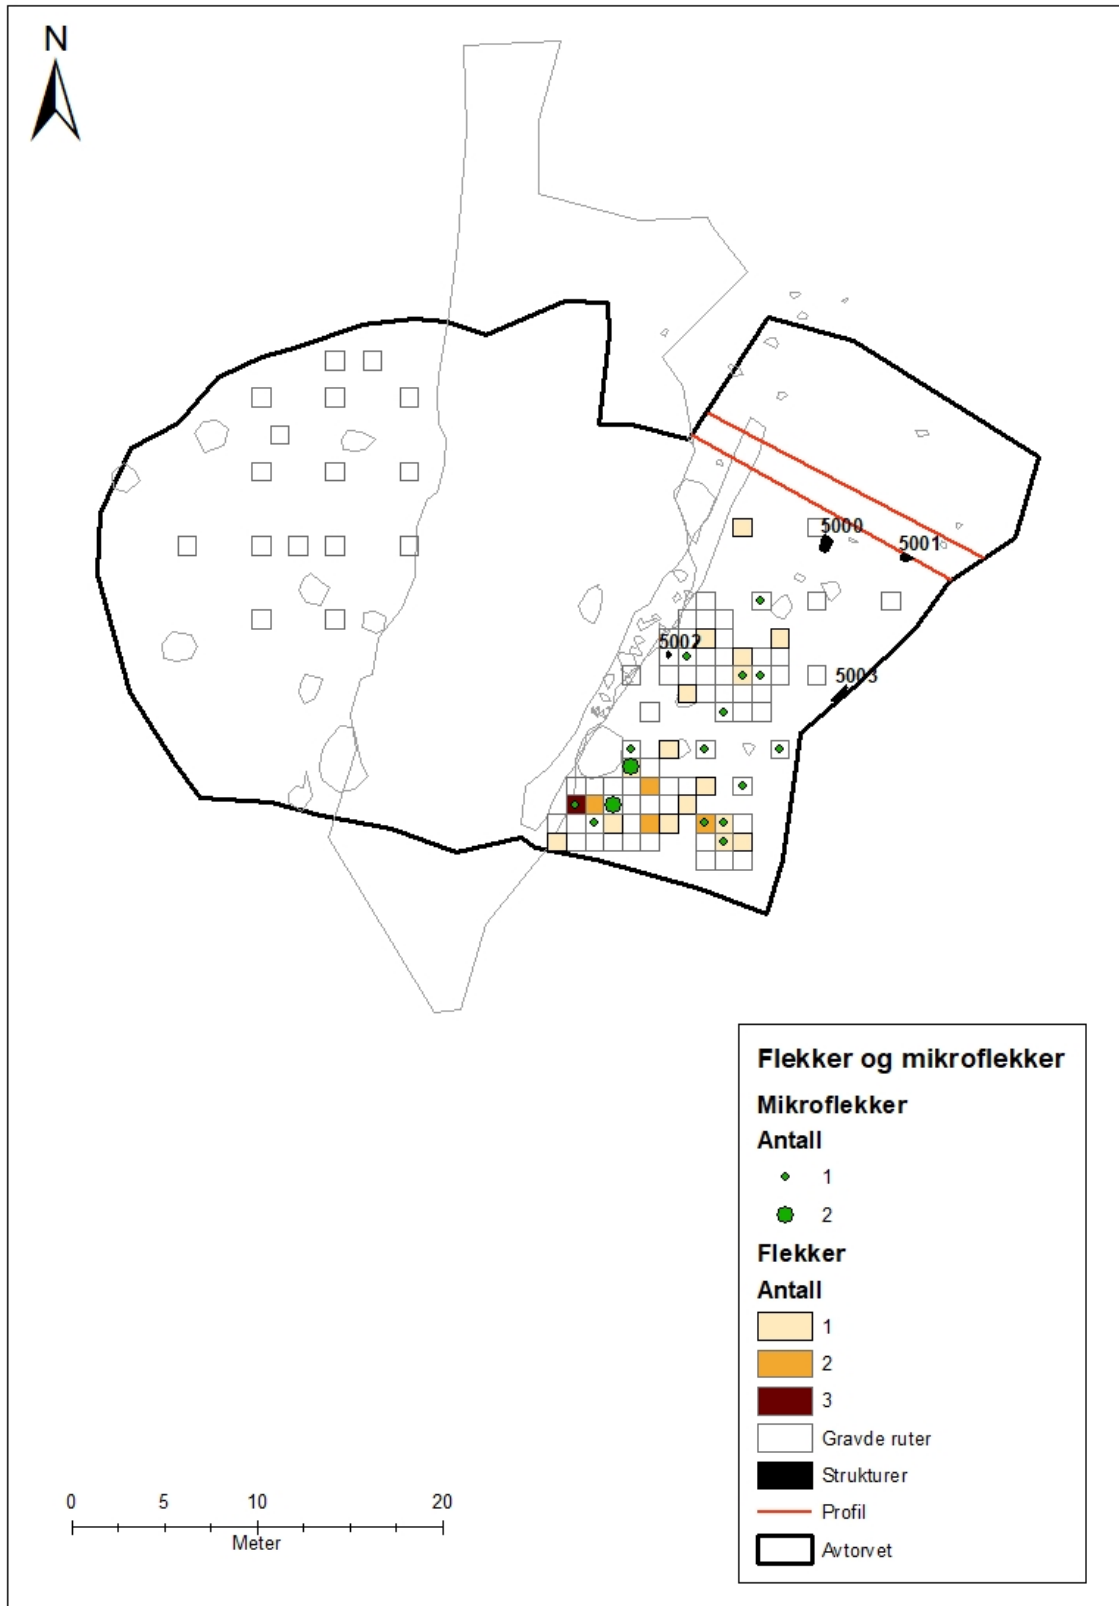 N
5000
5001
5002
5003
Flekker og mikroflekker
Mikroflekker
Antall
1
2
Flekker
Antall
1
2
3
Gravde ruter
Strukturer
Profil
Avtorvet
0 5 10 20
Meter